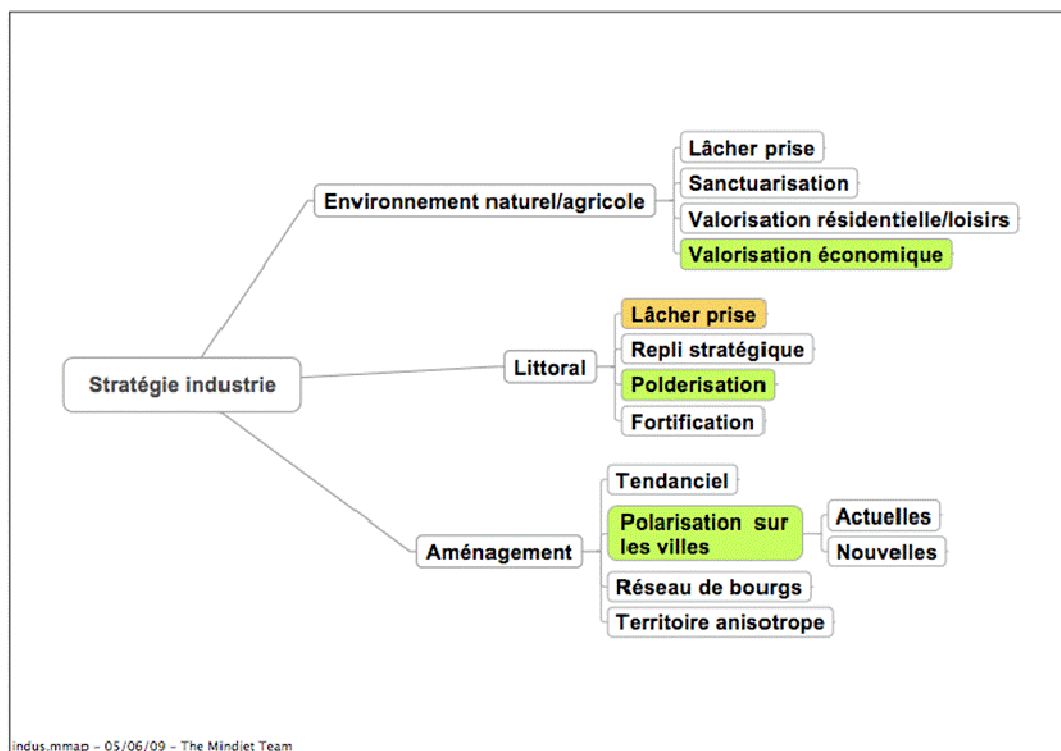 Lâcher prise
Sanctuarisation
Environnement naturel/agricole
Valorisation résidentielle/loisirs
Valorisation économique
Lâcher prise
Repli stratégique
Littoral
Stratégie industrie
Polderisation
Fortification
Tendanciel
Polarisation sur
les villes
Actuelles
Nouvelles
Aménagement
Réseau de bourgs
Territoire anisotrope
indus.mmap - 05/06/09 - The Mindjet Team